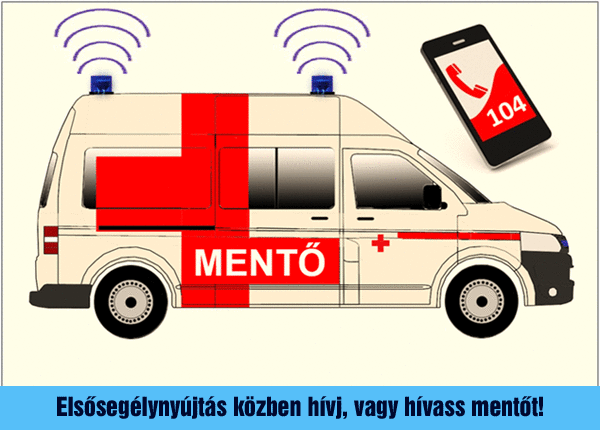 104
MENTŐ
Elsősegélynyújtás közben hívj, vagy hívass mentőt!